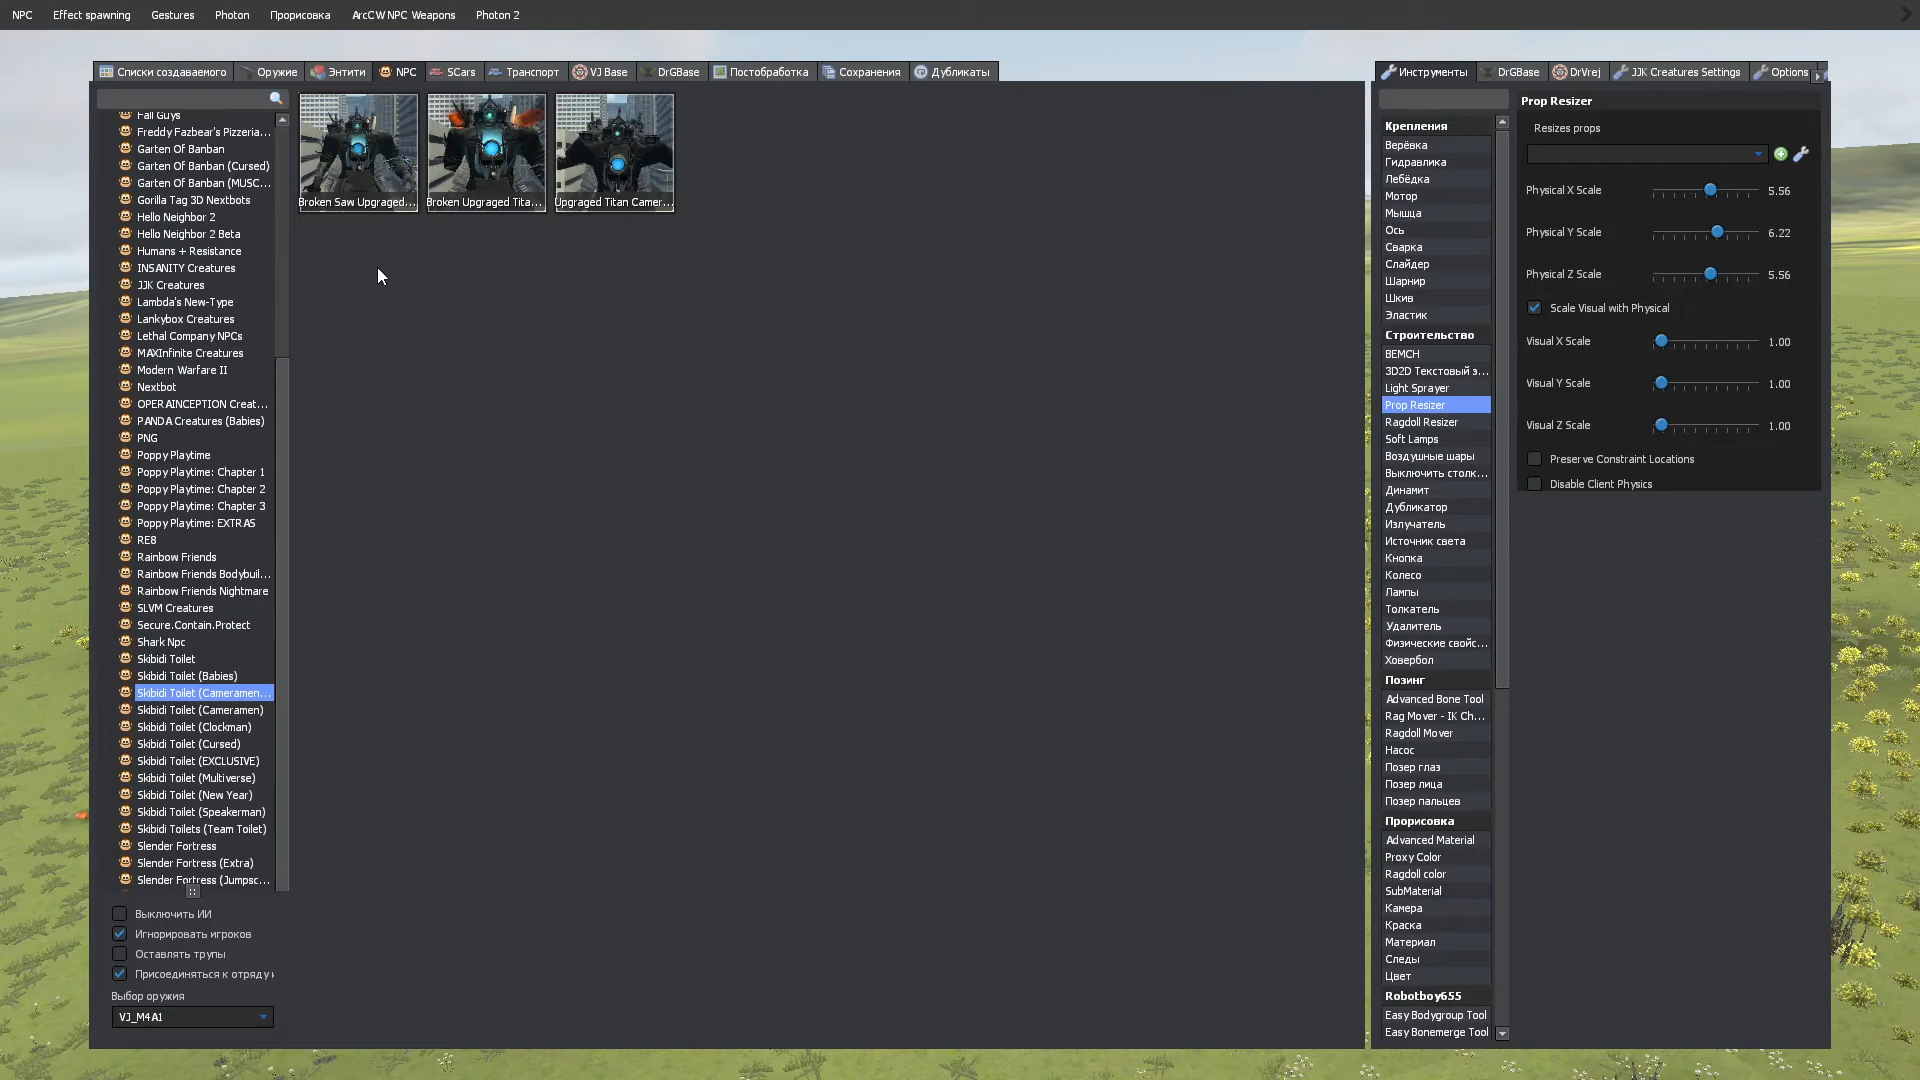 NPC Effect spawning Gestures Photon Прорисовка ArcCW NPC Weapons Photon 2
Списки создаваемого Оружие Энтити NPC SCars Транспорт VJ Base DrGBase Постобработка Сохранения Дубликаты
Fall Guys
Freddy Fazbear's Pizzeria...
Garten Of Banban
Garten Of Banban (Cursed)
Garten Of Banban (MUSC...
Gorilla Tag 3D Nextbots
Hello Neighbor 2
Hello Neighbor 2 Beta
Humans + Resistance
INSANITY Creatures
JJK Creatures
Lambda's New-Type
Lankybox Creatures
Lethal Company NPCs
MAXInfinite Creatures
Modern Warfare II
Nextbot
OPERAINCEPTION Creat...
PANDA Creatures (Babies)
PNG
Poppy Playtime
Poppy Playtime: Chapter 1
Poppy Playtime: Chapter 2
Poppy Playtime: Chapter 3
Poppy Playtime: EXTRAS
RE8
Rainbow Friends
Rainbow Friends Bodybuil...
Rainbow Friends Nightmare
SLVM Creatures
Secure.Contain.Protect
Shark Npc
Skibidi Toilet
Skibidi Toilet (Babies)
Skibidi Toilet (Cameramen...
Skibidi Toilet (Cameramen)
Skibidi Toilet (Clockman)
Skibidi Toilet (Cursed)
Skibidi Toilet (EXCLUSIVE)
Skibidi Toilet (Multiverse)
Skibidi Toilet (New Year)
Skibidi Toilet (Speakerman)
Skibidi Toilets (Team Toilet)
Slender Fortress
Slender Fortress (Extra)
Slender Fortress (Jumpsc...
Выключить ИИ
Игнорировать игроков
Оставлять трупы
Присоединяться к отряду и
Выбор оружия
VJ_M4A1
Broken Saw Upgraded... Broken Upgraded Tita... Upgraded Titan Camer...
Инструменты DrGBase DrVrej JJK Creatures Settings Options
Крепления
Верёвка
Гидравлика
Лебёдка
Мотор
Мышца
Ось
Сварка
Слайдер
Шарнир
Шкив
Эластик
Строительство
BEMCH
3D2D Текстовый э...
Light Sprayer
Prop Resizer
Ragdoll Resizer
Soft Lamps
Воздушные шары
Выключить столк...
Динамит
Дубликатор
Излучатель
Источник света
Кнопка
Колесо
Лампы
Толкатель
Удалитель
Физические свойс...
Ховербол
Позинг
Advanced Bone Tool
Rag Mover - IK Ch...
Ragdoll Mover
Насос
Позер глаз
Позер лица
Позер пальцев
Прорисовка
Advanced Material
Proxy Color
Ragdoll color
SubMaterial
Камера
Краска
Материал
Следы
Цвет
Robotboy655
Easy Bodygroup Tool
Easy Bonemerge Tool
Prop Resizer
Resizes props
Physical X Scale 5.56
Physical Y Scale 6.22
Physical Z Scale 5.56
Scale Visual with Physical
Visual X Scale 1.00
Visual Y Scale 1.00
Visual Z Scale 1.00
Preserve Constraint Locations
Disable Client Physics